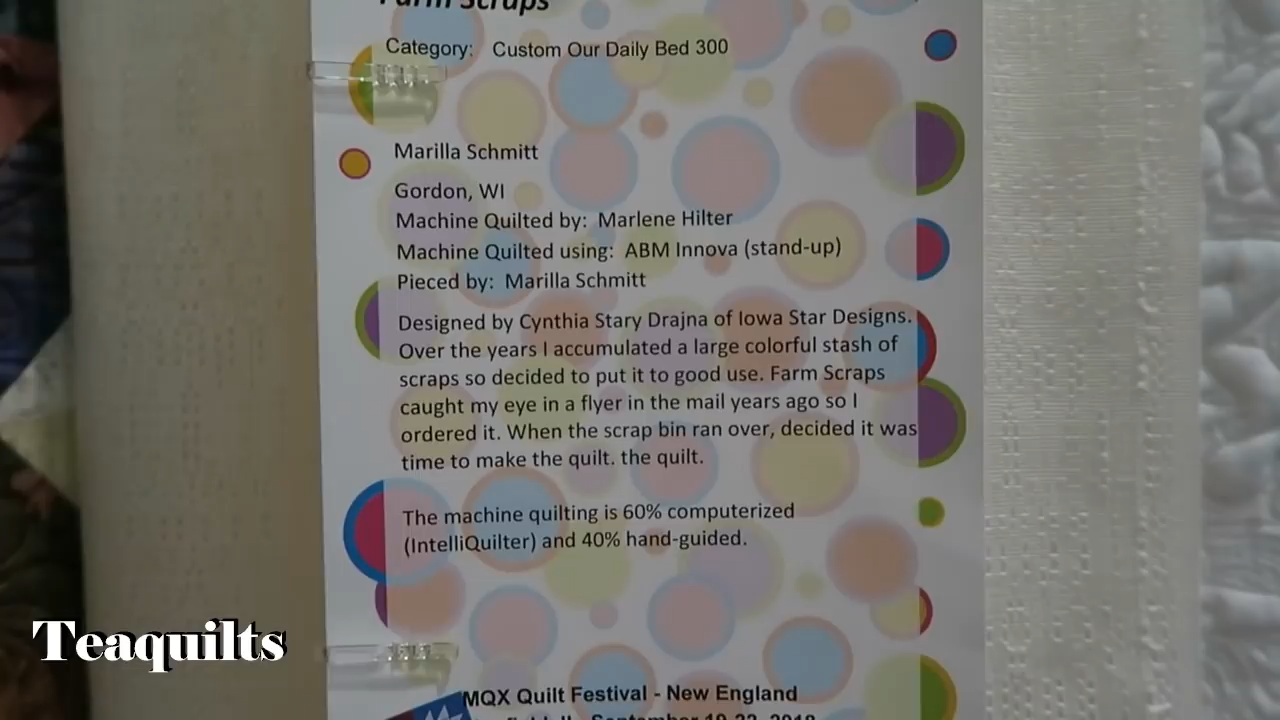 Farm Scraps
Category: Custom Our Daily Bed 300
Marilla Schmitt
Gordon, WI
Machine Quilted by: Marlene Hilter
Machine Quilted using: ABM Innova (stand-up)
Pieced by: Marilla Schmitt
Designed by Cynthia Stary Drajna of Iowa Star Designs.
Over the years I accumulated a large colorful stash of
scraps so decided to put it to good use. Farm Scraps
caught my eye in a flyer in the mail years ago so I
ordered it. When the scrap bin ran over, decided it was
time to make the quilt. the quilt.
The machine quilting is 60% computerized
(IntelliQuilter) and 40% hand-guided.
Teaquilts
MQX Quilt Festival - New England